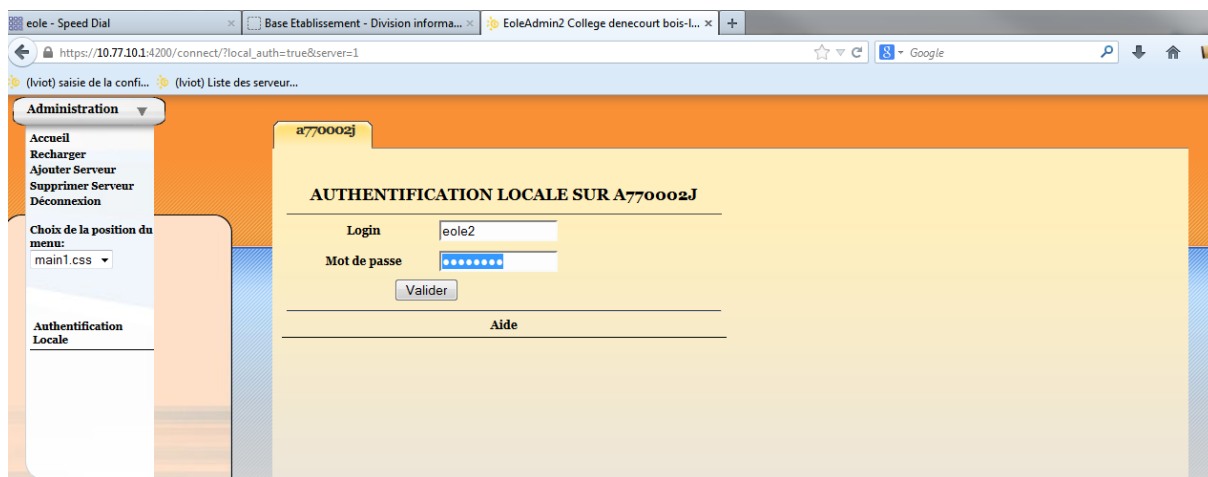 eole - Speed Dial
Base Etablissement - Division informa...
EoleAdmin2 College denecourt bois-l...
https://10.77.10.1:4200/connect/?local_auth=true&server=1
Google
(lviot) saisie de la confi...
(lviot) Liste des serveur...
Administration
Accueil
Recharger
Ajouter Serveur
Supprimer Serveur
Déconnexion
Choix de la position du
menu:
main1.css
Authentification
Locale
a770002j
AUTHENTIFICATION LOCALE SUR A770002J
Login
eole2
Mot de passe
Valider
Aide